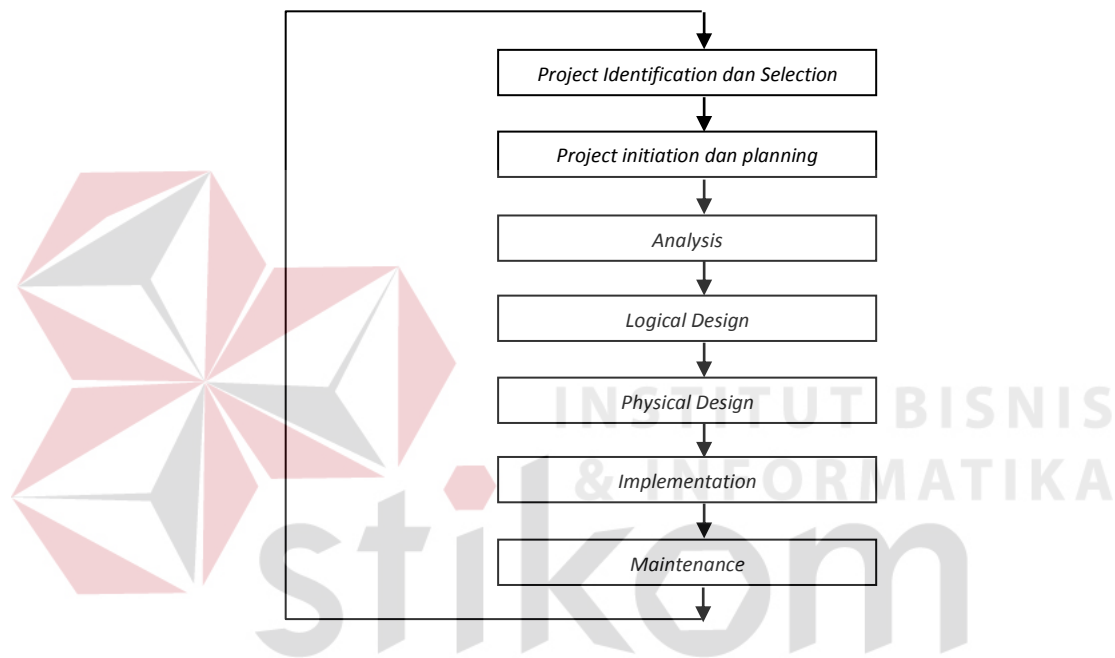 Project Identification dan Selection
Project initiation dan planning
Analysis
Logical Design
Physical Design
INSTITUT BISNIS
Implementation
& INFORMATIKA
stikom
Maintenance